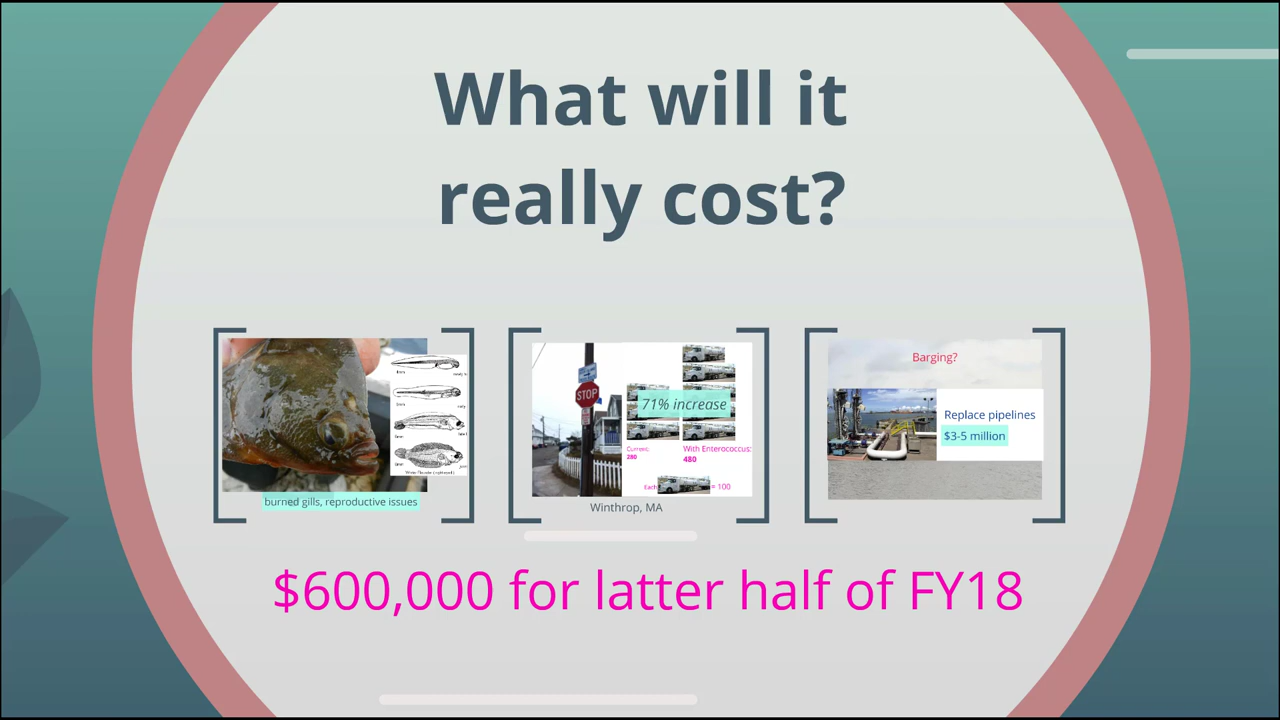 What will it
really cost?
burned gills, reproductive issues
STOP
71% increase
Current:
280
With Enterococcus:
480
Each
= 100
Winthrop, MA
Barging?
Replace pipelines
$3-5 million
$600,000 for latter half of FY18